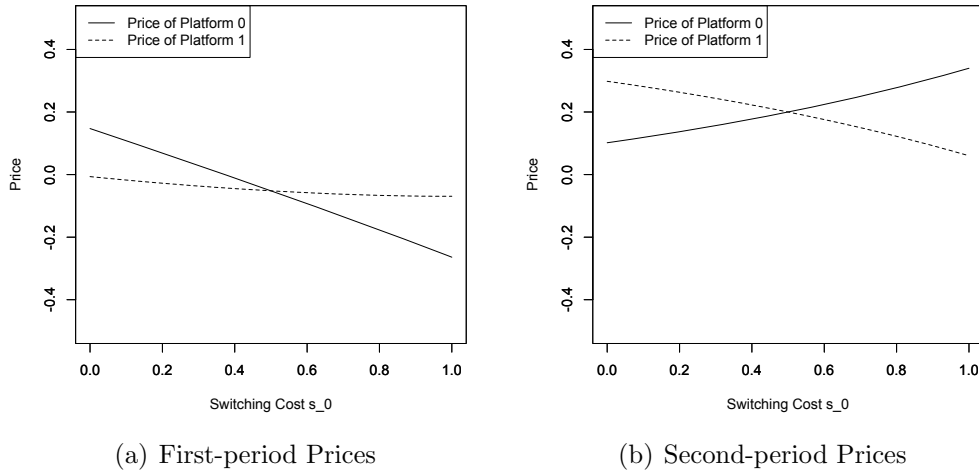 Price of Platform 0
Price of Platform 1
0.4
0.2
0.0
-0.2
-0.4
Price
0.0 0.2 0.4 0.6 0.8 1.0
Switching Cost s_0
(a) First-period Prices
Price of Platform 0
Price of Platform 1
0.4
0.2
0.0
-0.2
-0.4
Price
0.0 0.2 0.4 0.6 0.8 1.0
Switching Cost s_0
(b) Second-period Prices